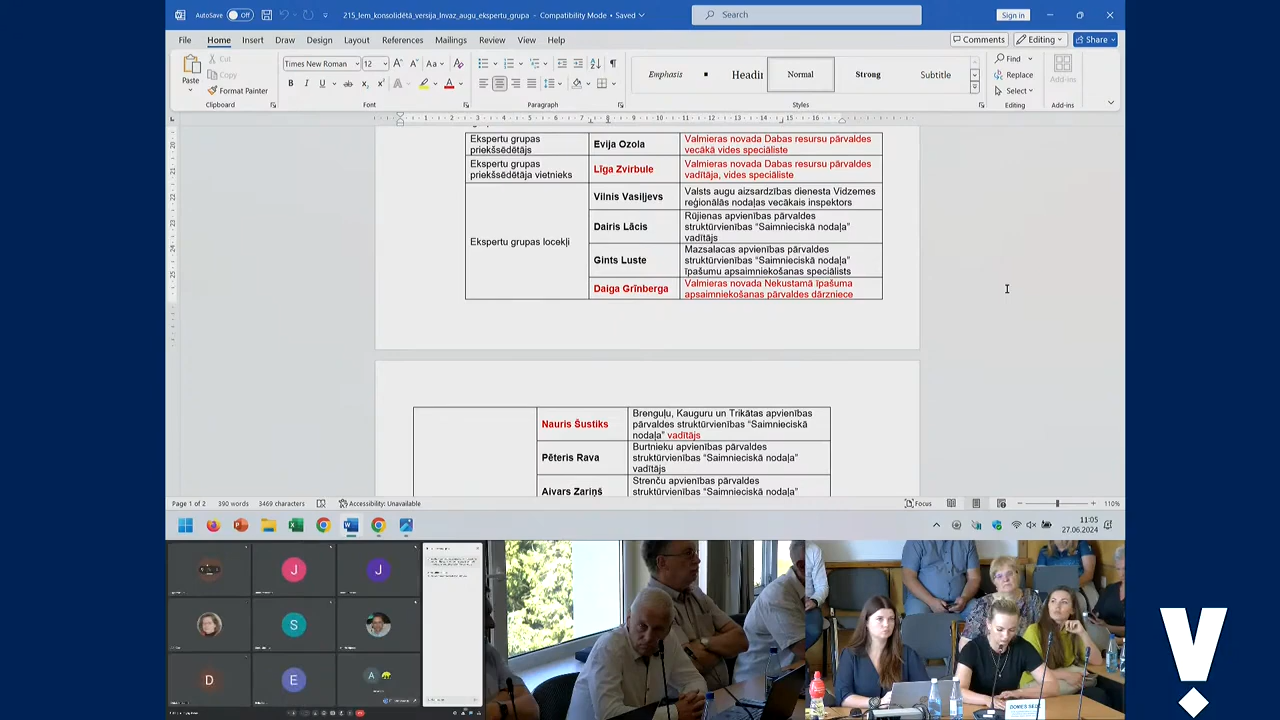 AutoSave Off
215_lem_konsolidētā_versija_Invaz_augu_ekspertu_grupa - Compatibility Mode • Saved
Search
Sign in
File Home Insert Draw Design Layout References Mailings Review View Help
Comments Editing Share
Paste
Cut
Copy
Format Painter
Times New Roman 12
Emphasis
Normal
Strong
Subtitle
Find
Replace
Select
Add-ins
Clipboard Font Paragraph Styles Editing Add-ins
Ekspertu grupas priekšsēdētājs
Evija Ozola
Valmieras novada Dabas resursu pārvaldes
vecākā vides speciāliste
Ekspertu grupas
priekšsēdētāja vietnieks
Līga Zvirbule
Valmieras novada Dabas resursu pārvaldes
vadītāja, vides speciāliste
Ekspertu grupas locekļi
Vilnis Vasiļjevs
Valsts augu aizsardzības dienesta Vidzemes
reģionālās nodaļas vecākais inspektors
Dairis Lācis
Rūjienas apvienības pārvaldes
struktūrvienības “Saimnieciskā nodaļa”
vadītājs
Gints Luste
Mazsalacas apvienības pārvaldes
struktūrvienības “Saimnieciskā nodaļa”
īpašumu apsaimniekošanas speciālists
Daiga Grīnberga
Valmieras novada Nekustamā īpašuma
apsaimniekošanas pārvaldes dārzniece
Nauris Šustiks
Brenguļu, Kauguru un Trikātas apvienības
pārvaldes struktūrvienības “Saimnieciskā
nodaļa” vadītājs
Pēteris Rava
Burtnieku apvienības pārvaldes
struktūrvienības “Saimnieciskā nodaļa”
vadītājs
Aivars Zariņš
Strenču apvienības pārvaldes
struktūrvienības “Saimnieciskā nodaļa”
Page 1 of 2 390 words 3469 characters Accessibility: Unavailable Focus 110%
11:05
27.06.2024
J
J
S
D
E
A